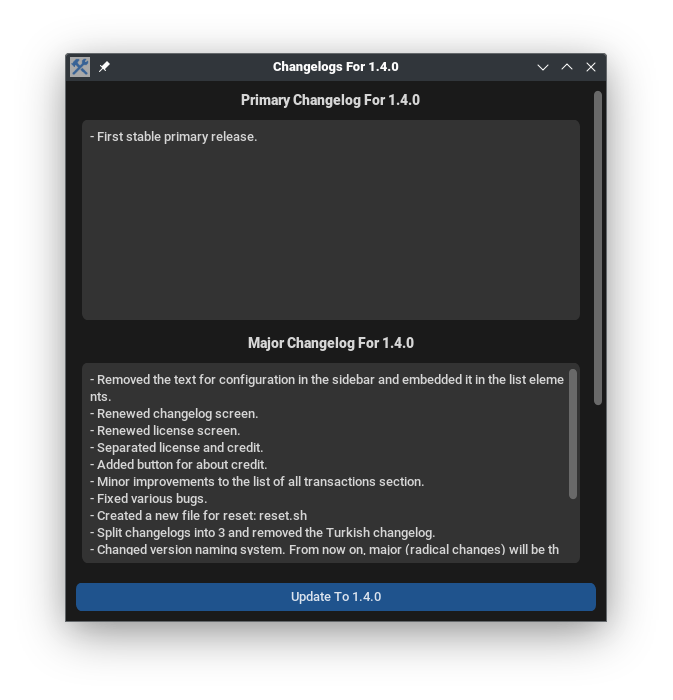 Changelogs For 1.4.0
Primary Changelog For 1.4.0
- First stable primary release.
Major Changelog For 1.4.0
- Removed the text for configuration in the sidebar and embedded it in the list eleme
nts.
- Renewed changelog screen.
- Renewed license screen.
- Separated license and credit.
- Added button for about credit.
- Minor improvements to the list of all transactions section.
- Fixed various bugs.
- Created a new file for reset: reset.sh
- Split changelogs into 3 and removed the Turkish changelog.
- Changed version naming system. From now on, major (radical changes) will be th
Update To 1.4.0